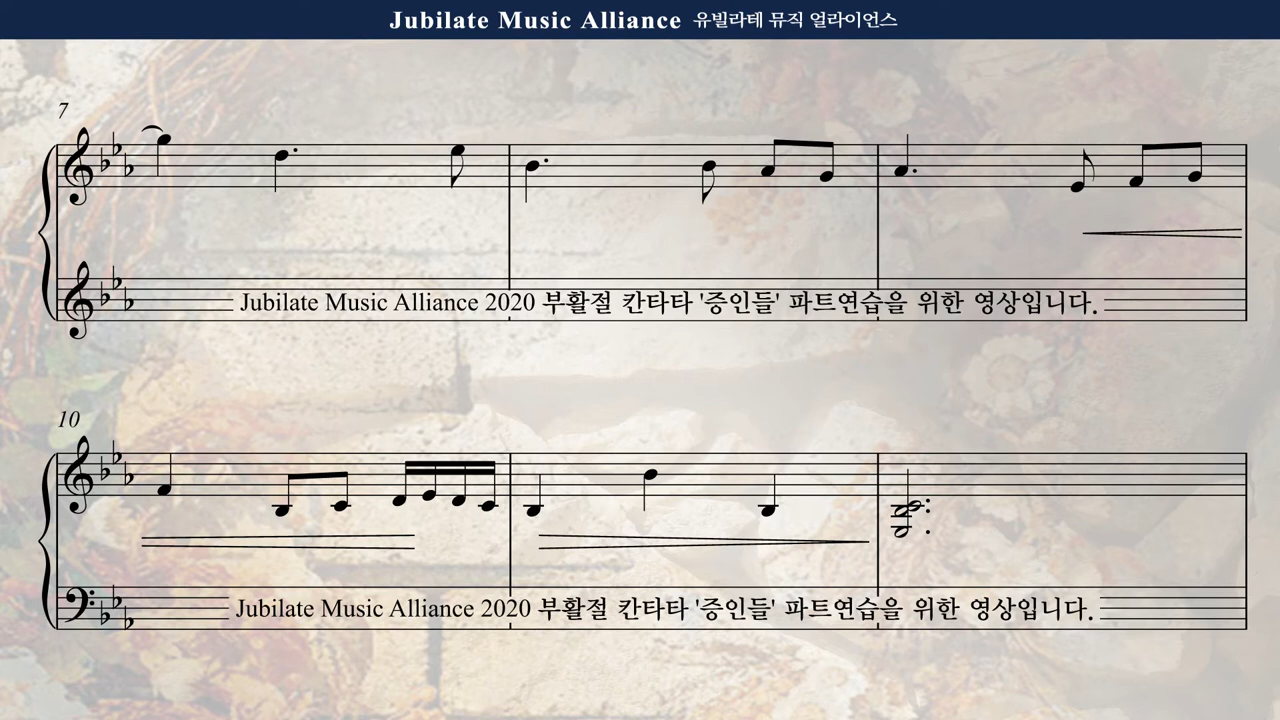 Jubilate Music Alliance 유빌라테 뮤직 얼라이언스
7
Jubilate Music Alliance 2020 부활절 칸타타 '증인들' 파트연습을 위한 영상입니다.
10
Jubilate Music Alliance 2020 부활절 칸타타 '증인들' 파트연습을 위한 영상입니다.